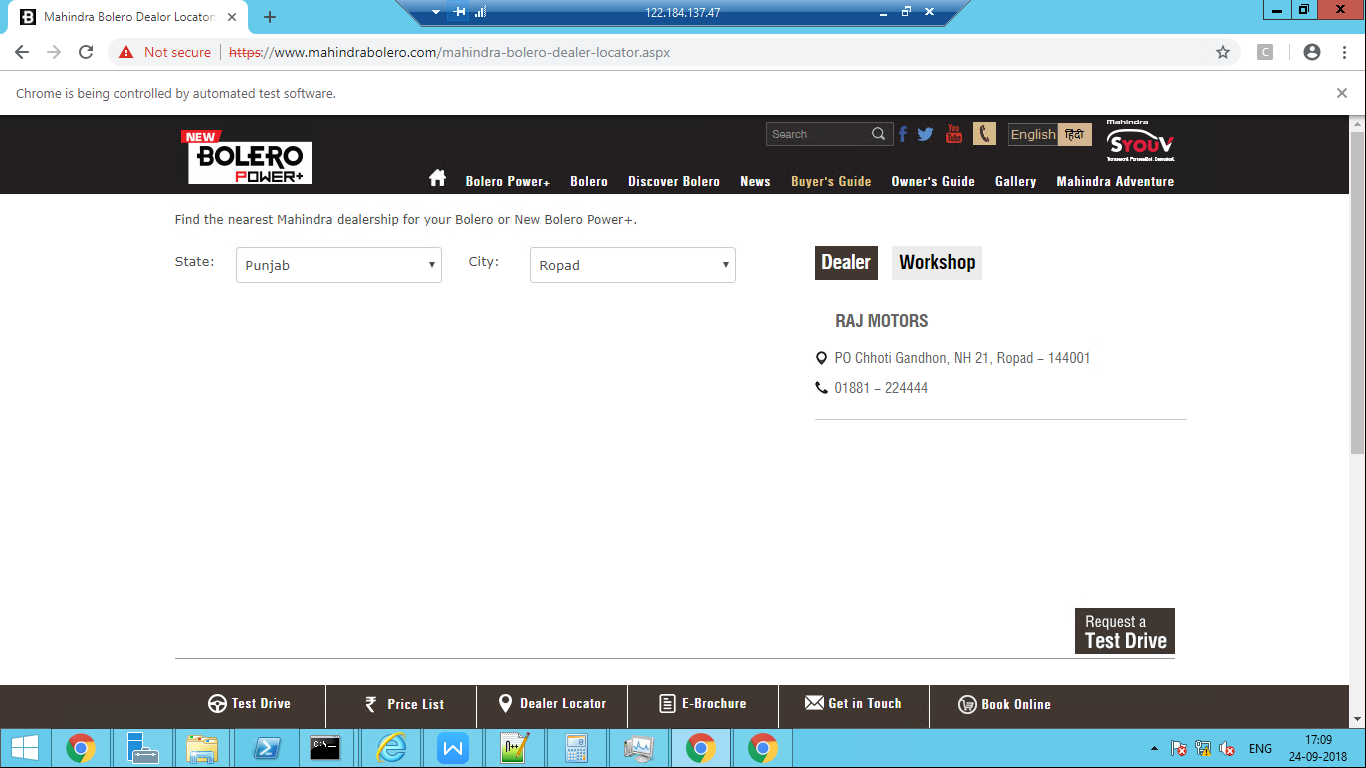 Mahindra Bolero Dealor Locator:
122.184.137.47
Not secure
https://www.mahindrabolero.com/mahindra-bolero-dealer-locator.aspx
C
Chrome is being controlled by automated test software.
NEW
BOLERO
POWER+
Search
You
Tube
English
हिंदी
Mahindra
SYOUV
Bolero Power+
Bolero
Discover Bolero
News
Buyer's Guide
Owner's Guide
Gallery
Mahindra Adventure
Find the nearest Mahindra dealership for your Bolero or New Bolero Power+.
State:
Punjab
City:
Ropad
Dealer
Workshop
RAJ MOTORS
PO Chhoti Gandhon, NH 21, Ropad – 144001
01881 – 224444
Request a
Test Drive
Test Drive
₹ Price List
Dealer Locator
E-Brochure
Get in Touch
Book Online
ENG
17:09
24-09-2018